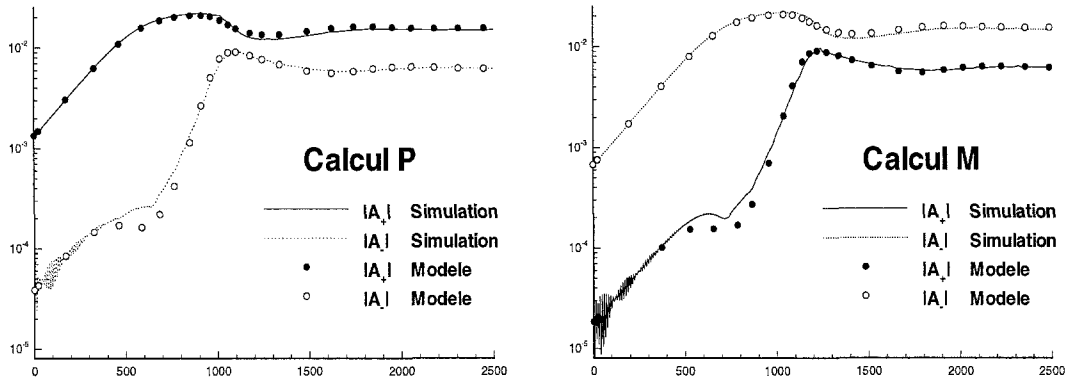 10⁻²
10⁻³
10⁻⁴
10⁻⁵
0
500
1000
1500
2000
2500
Calcul P
|A₊| Simulation
|A₋| Simulation
|A₊| Modele
|A₋| Modele
10⁻²
10⁻³
10⁻⁴
10⁻⁵
0
500
1000
1500
2000
2500
Calcul M
|A₊| Simulation
|A₋| Simulation
|A₊| Modele
|A₋| Modele